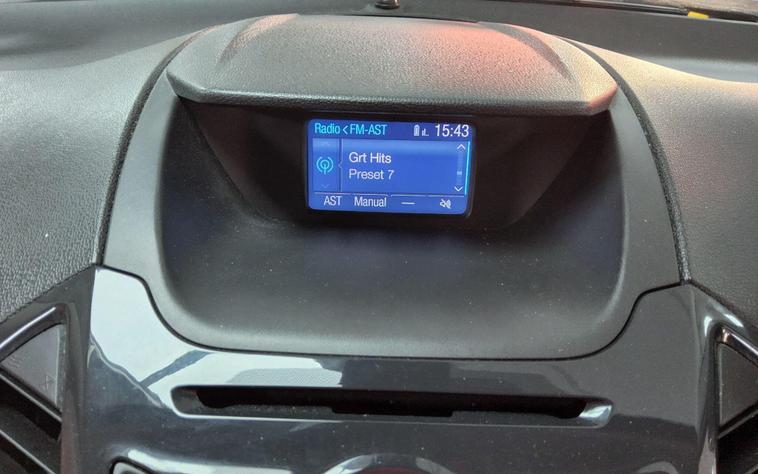 Radio < FM-AST 15:43
Grt Hits
Preset 7
AST Manual —